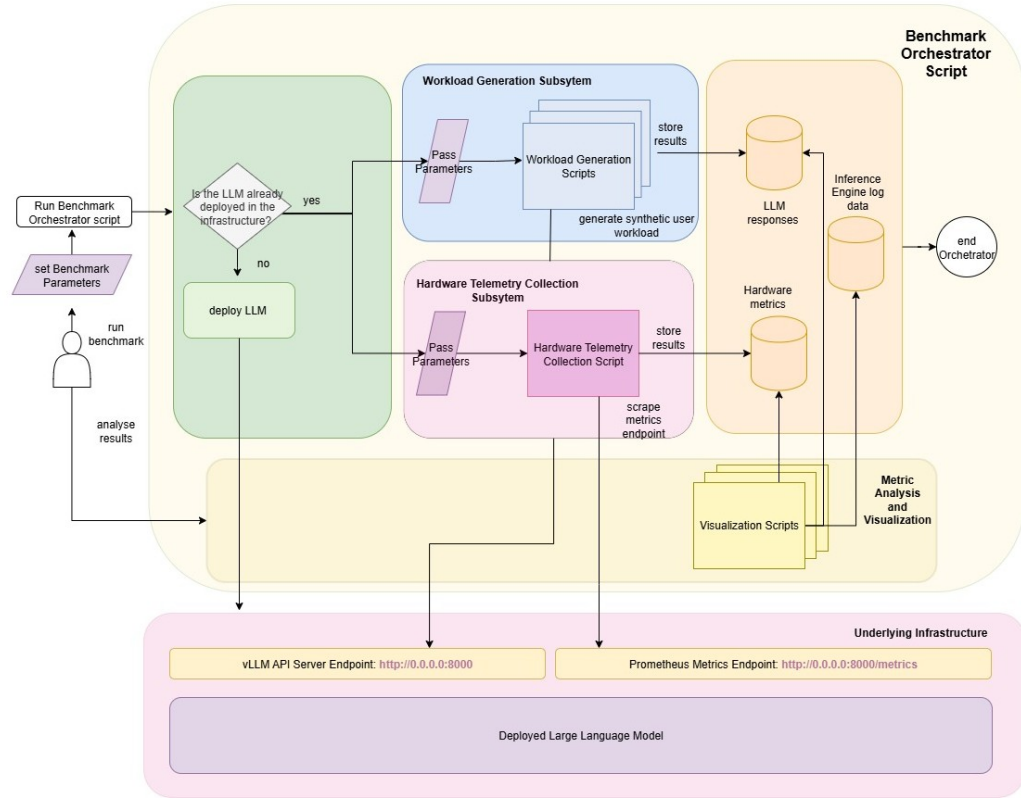 Benchmark
Orchestrator
Script
Workload Generation Subsytem
Pass
Parameters
Workload Generation
Scripts
store
results
generate synthetic user
workload
LLM
responses
Inference
Engine log
data
Is the LLM already
deployed in the
infrastructure?
yes
no
deploy LLM
Run Benchmark
Orchestrator script
set Benchmark
Parameters
run
benchmark
analyse
results
Hardware Telemetry Collection
Subsytem
Pass
Parameters
Hardware Telemetry
Collection Script
store
results
scrape
metrics
endpoint
Hardware
metrics
end
Orchetrator
Visualization Scripts
Metric
Analysis
and
Visualization
Underlying Infrastructure
vLLM API Server Endpoint: http://0.0.0.0:8000
Prometheus Metrics Endpoint: http://0.0.0.0:8000/metrics
Deployed Large Language Model